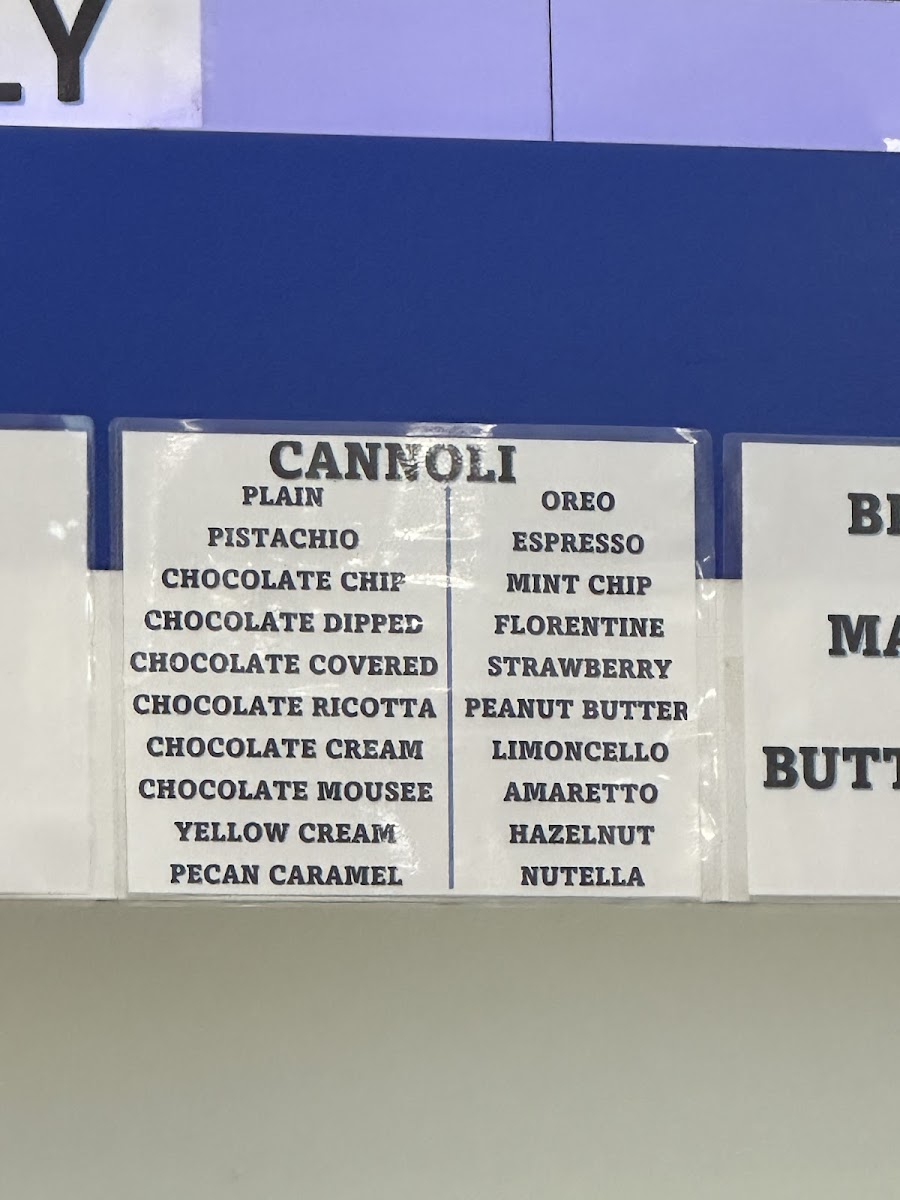 CANNOLI
PLAIN
PISTACHIO
CHOCOLATE CHIP
CHOCOLATE DIPPED
CHOCOLATE COVERED
CHOCOLATE RICOTTA
CHOCOLATE CREAM
CHOCOLATE MOUSEE
YELLOW CREAM
PECAN CARAMEL
OREO
ESPRESSO
MINT CHIP
FLORENTINE
STRAWBERRY
PEANUT BUTTER
LIMONCELLO
AMARETTO
HAZELNUT
NUTELLA